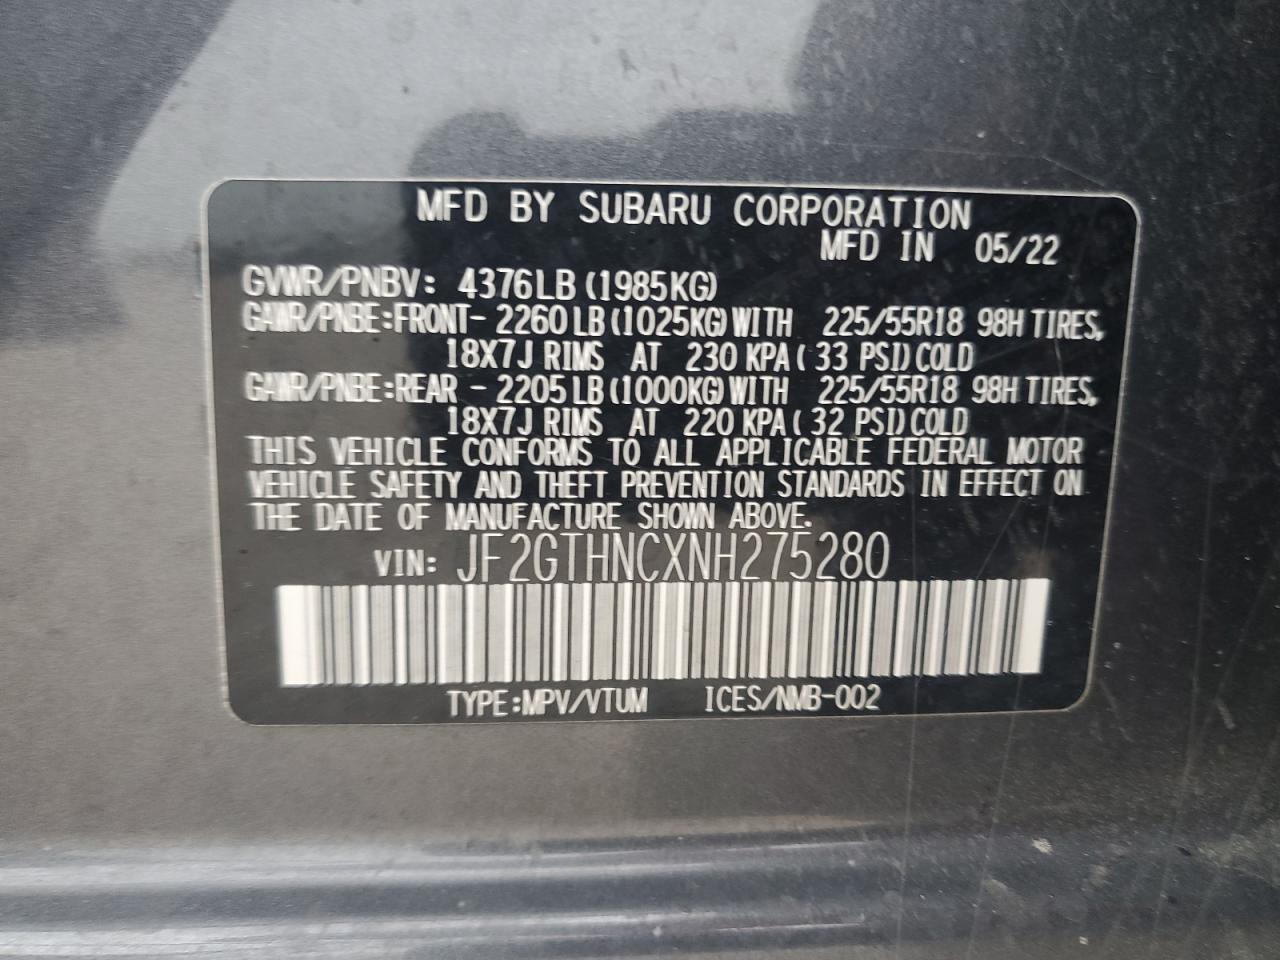 MFD BY SUBARU CORPORATION
MFD IN 05/22
GVWR/PNBV: 4376LB (1985KG)
GAWR/PNBE:FRONT- 2260 LB (1025KG) WITH 225/55R18 98H TIRES,
18X7J RIMS AT 230 KPA ( 33 PSI) COLD
GAWR/PNBE:REAR - 2205 LB (1000KG) WITH 225/55R18 98H TIRES,
18X7J RIMS AT 220 KPA ( 32 PSI) COLD
THIS VEHICLE CONFORMS TO ALL APPLICABLE FEDERAL MOTOR
VEHICLE SAFETY AND THEFT PREVENTION STANDARDS IN EFFECT ON
THE DATE OF MANUFACTURE SHOWN ABOVE.
VIN: JF2GTHNCXNH275280
TYPE:MPV/VTUM ICES/NMB-002